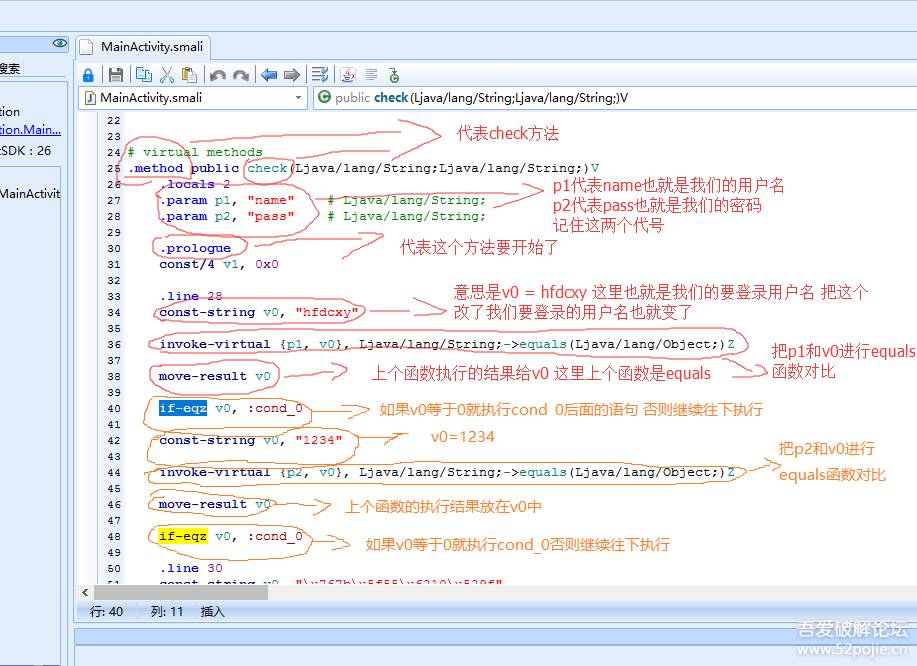 MainActivity.smali
搜索
MainActivity.smali
public check(Ljava/lang/String;Ljava/lang/String;)V
tion
tion.Main...
SDK : 26
MainActivit
22
23
24 # virtual methods
代表check方法
25 .method public check(Ljava/lang/String;Ljava/lang/String;)V
26 .locals 2
27 .param p1, "name" # Ljava/lang/String;
28 .param p2, "pass" # Ljava/lang/String;
p1代表name也就是我们的用户名
p2代表pass也就是我们的密码
记住这两个代号
29
30 .prologue
代表这个方法要开始了
31 const/4 v1, 0x0
32
33 .line 28
34 const-string v0, "hfdcxy"
意思是v0 = hfdcxy 这里也就是我们的要登录用户名 把这个
改了我们要登录的用户名也就变了
35
36 invoke-virtual {p1, v0}, Ljava/lang/String;->equals(Ljava/lang/Object;)Z
把p1和v0进行equals
函数对比
37
38 move-result v0
上个函数执行的结果给v0 这里上个函数是equals
39
40 if-eqz v0, :cond_0
如果v0等于0就执行cond_0后面的语句 否则继续往下执行
41
42 const-string v0, "1234"
v0=1234
43
44 invoke-virtual {p2, v0}, Ljava/lang/String;->equals(Ljava/lang/Object;)Z
把p2和v0进行
equals函数对比
45
46 move-result v0
上个函数的执行结果放在v0中
47
48 if-eqz v0, :cond_0
如果v0等于0就执行cond_0否则继续往下执行
49
50 .line 30
51 const-string v0, "\u767b\u5f55\u6210\u529f"
行: 40 列: 11 插入
吾爱破解论坛
www.52pojie.cn